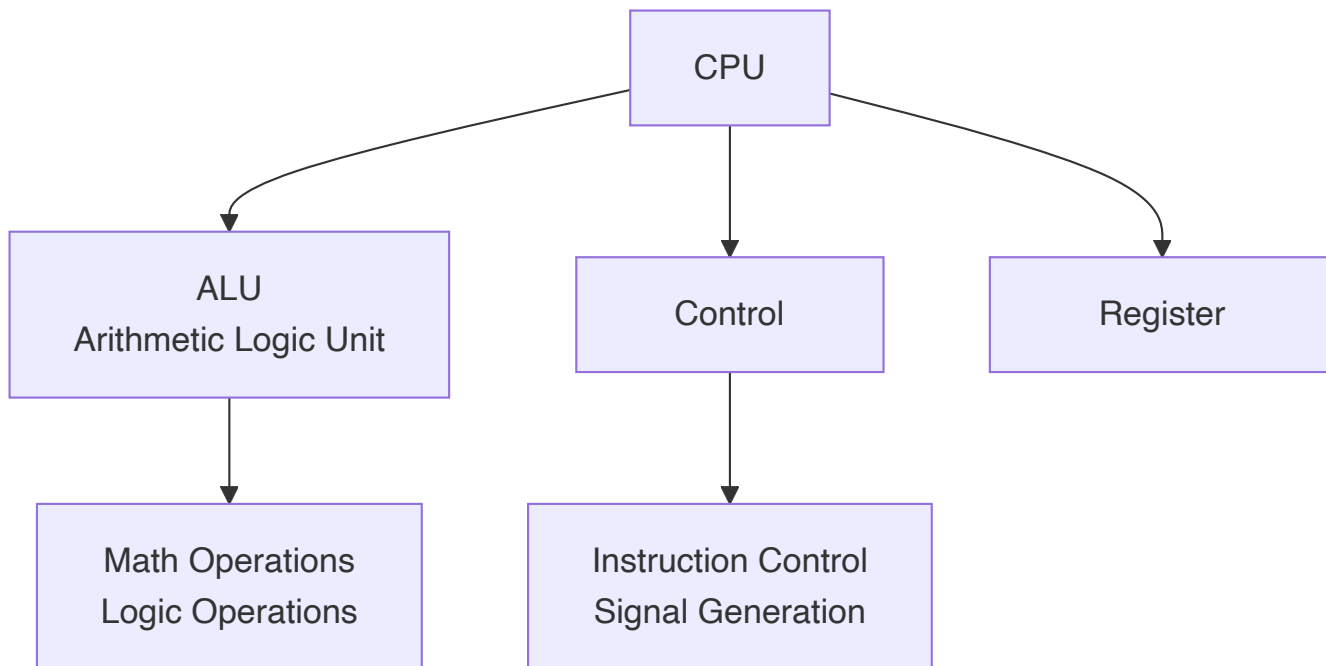 CPU
ALU
Arithmetic Logic Unit
Control
Register
Math Operations
Logic Operations
Instruction Control
Signal Generation